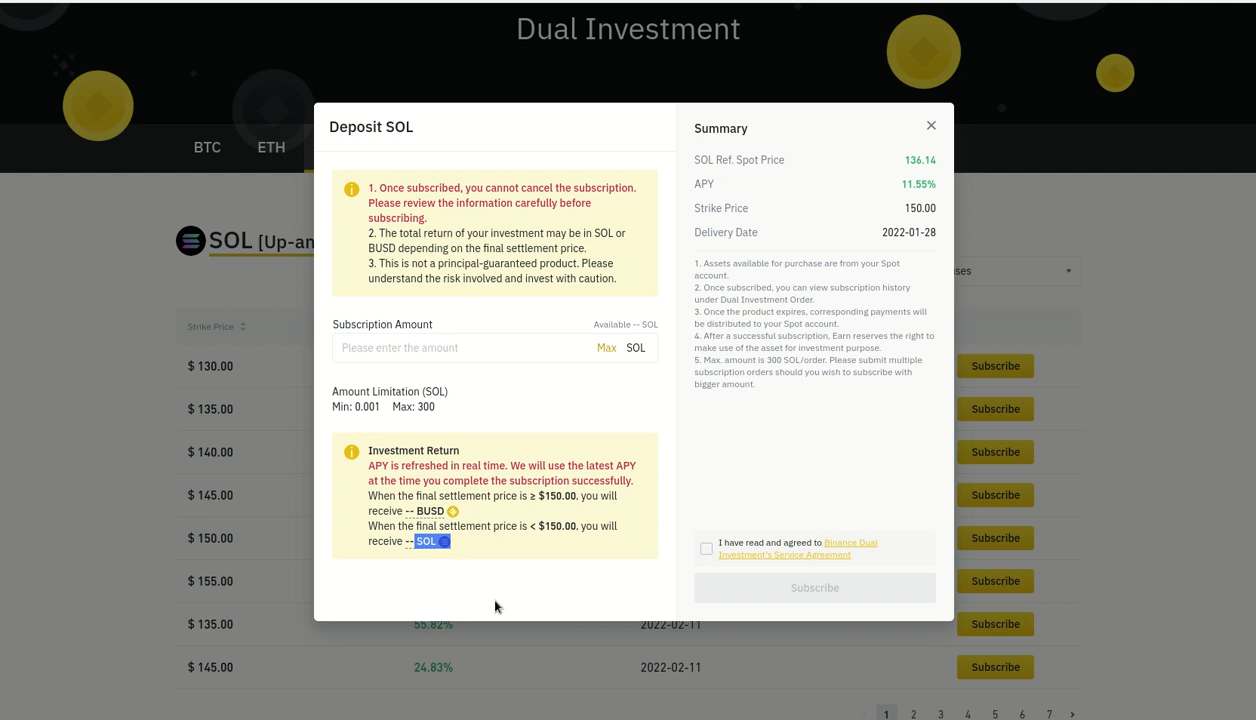 Dual Investment
BTC
ETH
SOL [Up-an
ses
Strike Price
$ 130.00 Subscribe
$ 135.00 Subscribe
$ 140.00 Subscribe
$ 145.00 Subscribe
$ 150.00 Subscribe
$ 155.00 Subscribe
$ 135.00 55.82% 2022-02-11 Subscribe
$ 145.00 24.83% 2022-02-11 Subscribe
1 2 3 4 5 6 7
Deposit SOL
1. Once subscribed, you cannot cancel the subscription.
Please review the information carefully before
subscribing.
2. The total return of your investment may be in SOL or
BUSD depending on the final settlement price.
3. This is not a principal-guaranteed product. Please
understand the risk involved and invest with caution.
Subscription Amount Available -- SOL
Please enter the amount Max SOL
Amount Limitation (SOL)
Min: 0.001 Max: 300
Investment Return
APY is refreshed in real time. We will use the latest APY
at the time you complete the subscription successfully.
When the final settlement price is ≥ $150.00, you will
receive -- BUSD
When the final settlement price is < $150.00, you will
receive -- SOL
Summary
SOL Ref. Spot Price 136.14
APY 11.55%
Strike Price 150.00
Delivery Date 2022-01-28
1. Assets available for purchase are from your Spot
account.
2. Once subscribed, you can view subscription history
under Dual Investment Order.
3. Once the product expires, corresponding payments will
be distributed to your Spot account.
4. After a successful subscription, Earn reserves the right to
make use of the asset for investment purpose.
5. Max. amount is 300 SOL/order. Please submit multiple
subscription orders should you wish to subscribe with
bigger amount.
I have read and agreed to Binance Dual
Investment's Service Agreement
Subscribe